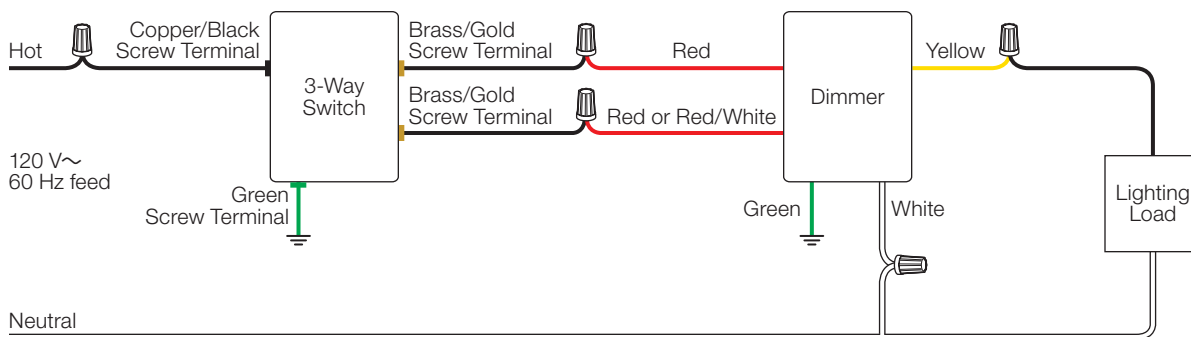 Hot
Copper/Black
Screw Terminal
Brass/Gold
Screw Terminal
Red
Yellow
3-Way
Switch
Dimmer
Brass/Gold
Screw Terminal
Red or Red/White
120 V~
60 Hz feed
Green
Screw Terminal
Green
White
Lighting
Load
Neutral